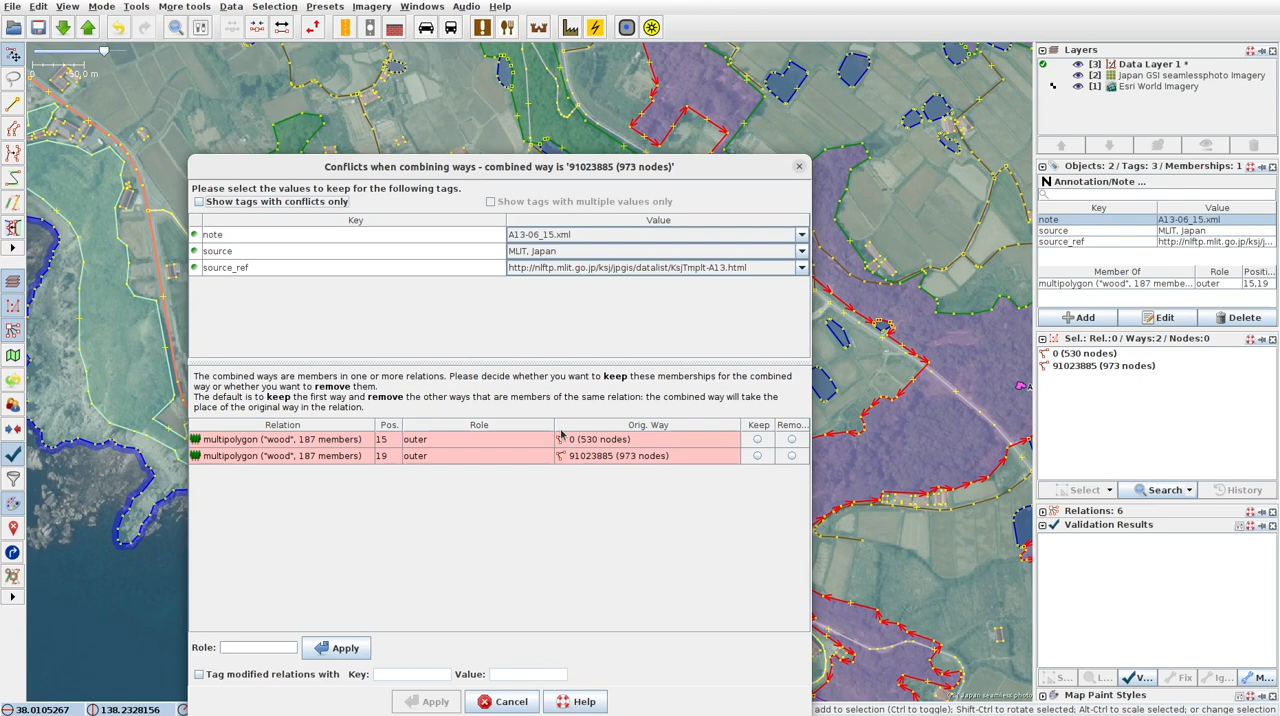 File Edit View Mode Tools More tools Data Selection Presets Imagery Windows Audio Help
0 50,0 m
Conflicts when combining ways - combined way is '91023885 (973 nodes)'
Please select the values to keep for the following tags.
Show tags with conflicts only Show tags with multiple values only
Key Value
note A13-06_15.xml
source MLIT, Japan
source_ref http://nlftp.mlit.go.jp/ksj/jpgis/datalist/KsjTmplt-A13.html
The combined ways are members in one or more relations. Please decide whether you want to keep these memberships for the combined
way or whether you want to remove them.
The default is to keep the first way and remove the other ways that are members of the same relation: the combined way will take the
place of the original way in the relation.
Relation Pos. Role Orig. Way Keep Remo...
multipolygon ("wood", 187 members) 15 outer 0 (530 nodes)
multipolygon ("wood", 187 members) 19 outer 91023885 (973 nodes)
Role: Apply
Tag modified relations with Key: Value:
Apply Cancel Help
Layers
[3] Data Layer 1 *
[2] Japan GSI seamlessphoto Imagery
[1] Esri World Imagery
Objects: 2 / Tags: 3 / Memberships: 1
Annotation/Note ...
Key Value
note A13-06_15.xml
source MLIT, Japan
source_ref http://nlftp.mlit.go.jp/ksj/j...
Member Of Role Positi...
multipolygon ("wood", 187 membe... outer 15,19
Add Edit Delete
Sel.: Rel.:0 / Ways:2 / Nodes:0
0 (530 nodes)
91023885 (973 nodes)
Select Search History
Relations: 6
Validation Results
S... L... V... Fix Ig... M...
Map Paint Styles
38.0105267 138.2328156
add to selection (Ctrl to toggle); Shift-Ctrl to rotate selected; Alt-Ctrl to scale selected; or change selection